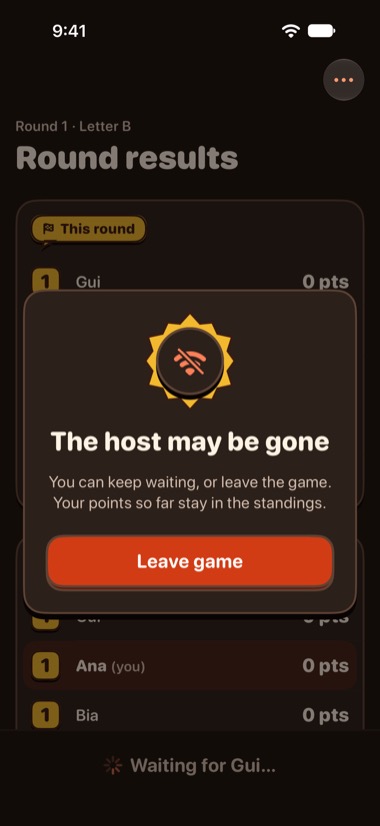 9:41
Round 1 · Letter B
Round results
This round
1 Gui 0 pts
The host may be gone
You can keep waiting, or leave the game.
Your points so far stay in the standings.
Leave game
1 Gui 0 pts
1 Ana (you) 0 pts
1 Bia 0 pts
Waiting for Gui...